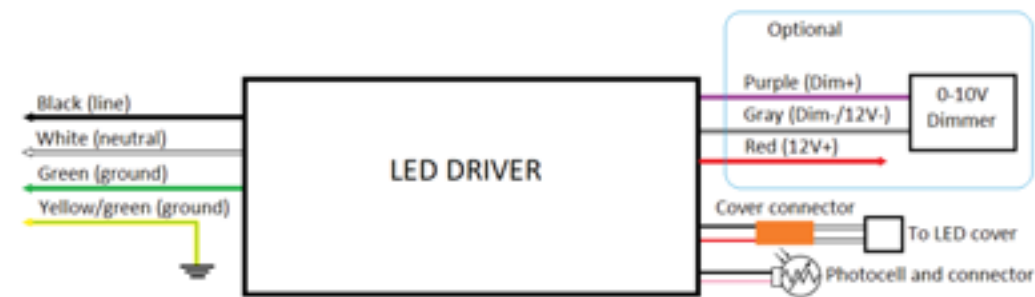 Optional
Black (line)
White (neutral)
Green (ground)
Yellow/green (ground)
LED DRIVER
Purple (Dim+)
Gray (Dim-/12V-)
Red (12V+)
0-10V
Dimmer
Cover connector
To LED cover
Photocell and connector